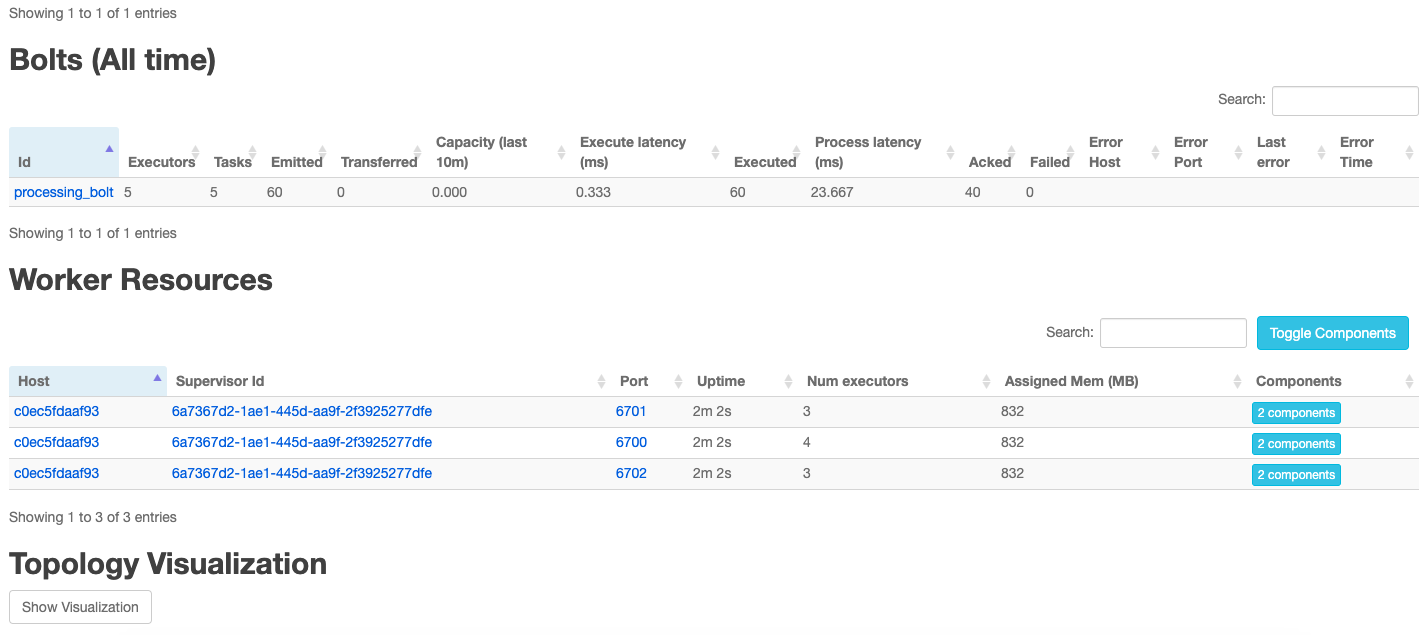 Showing 1 to 1 of 1 entries
Bolts (All time)
Search:
Id Executors Tasks Emitted Transferred Capacity (last 10m) Execute latency (ms) Executed Process latency (ms) Acked Failed Error Host Error Port Last error Error Time
processing_bolt 5 5 60 0 0.000 0.333 60 23.667 40 0
Showing 1 to 1 of 1 entries
Worker Resources
Search: Toggle Components
Host Supervisor Id Port Uptime Num executors Assigned Mem (MB) Components
c0ec5fdaaf93 6a7367d2-1ae1-445d-aa9f-2f3925277dfe 6701 2m 2s 3 832 2 components
c0ec5fdaaf93 6a7367d2-1ae1-445d-aa9f-2f3925277dfe 6700 2m 2s 4 832 2 components
c0ec5fdaaf93 6a7367d2-1ae1-445d-aa9f-2f3925277dfe 6702 2m 2s 3 832 2 components
Showing 1 to 3 of 3 entries
Topology Visualization
Show Visualization